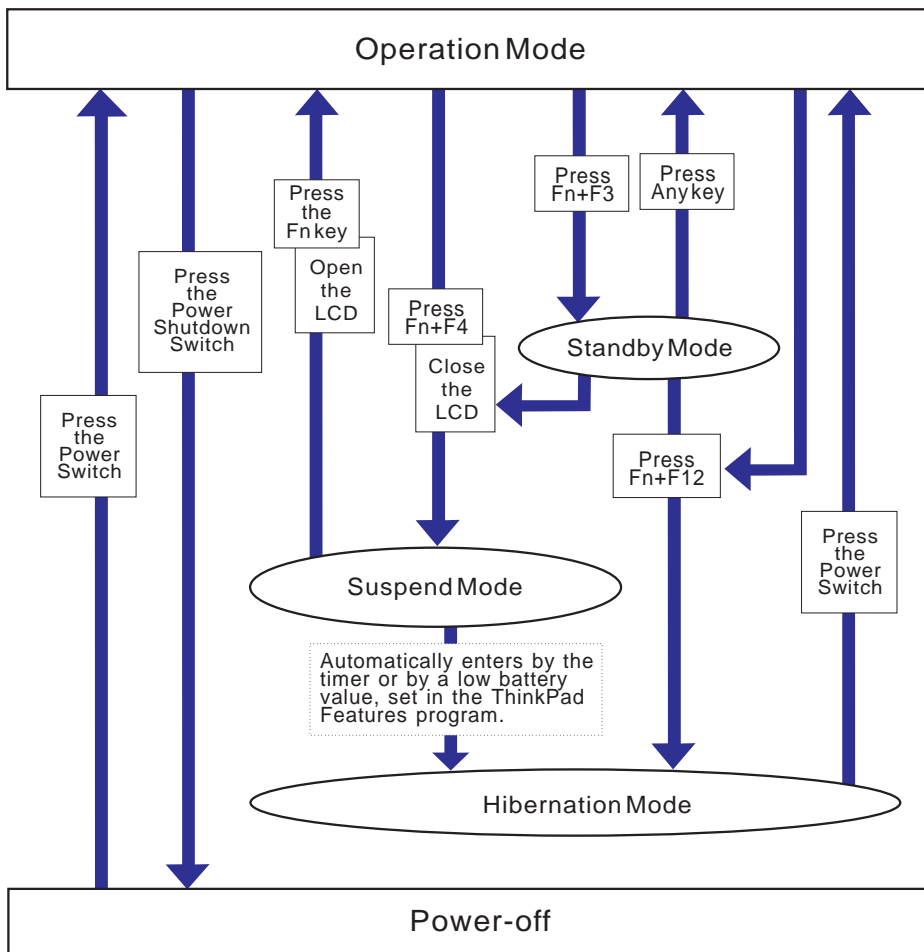 Operation Mode
Press
Fn+F3
Press
Any key
Press
the
Fn key
Open
the
LCD
Press
the
Power
Shutdown
Switch
Press
Fn+F4
Close
the
LCD
Standby Mode
Press
the
Power
Switch
Press
Fn+F12
Press
the
Power
Switch
Suspend Mode
Automatically enters by the
timer or by a low battery
value, set in the ThinkPad
Features program.
Hibernation Mode
Power-off